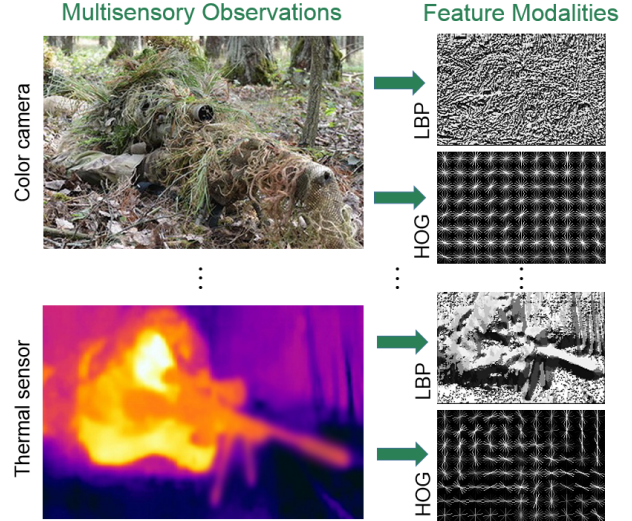 Multisensory Observations
Feature Modalities
Color camera
LBP
HOG
Thermal sensor
LBP
HOG